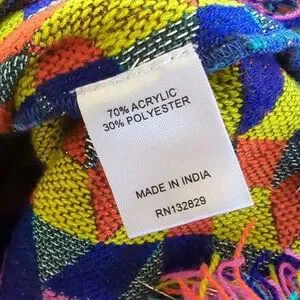 70% ACRYLIC
30% POLYESTER
MADE IN INDIA
RN132829